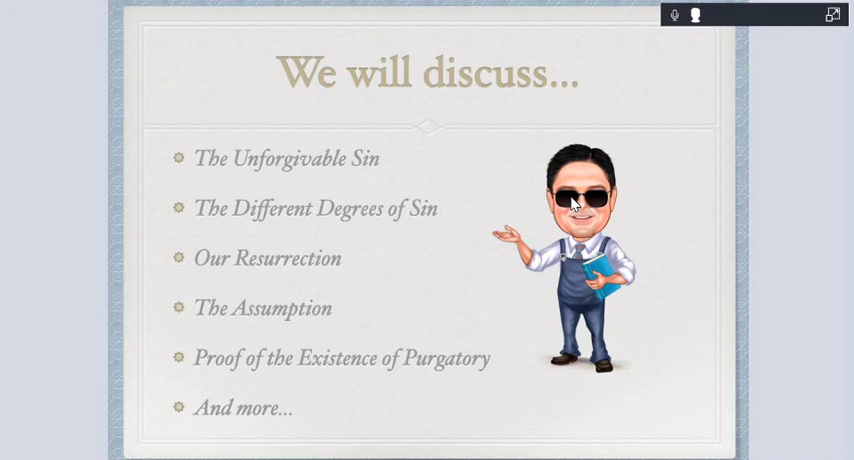 We will discuss...
The Unforgivable Sin
The Different Degrees of Sin
Our Resurrection
The Assumption
Proof of the Existence of Purgatory
And more...